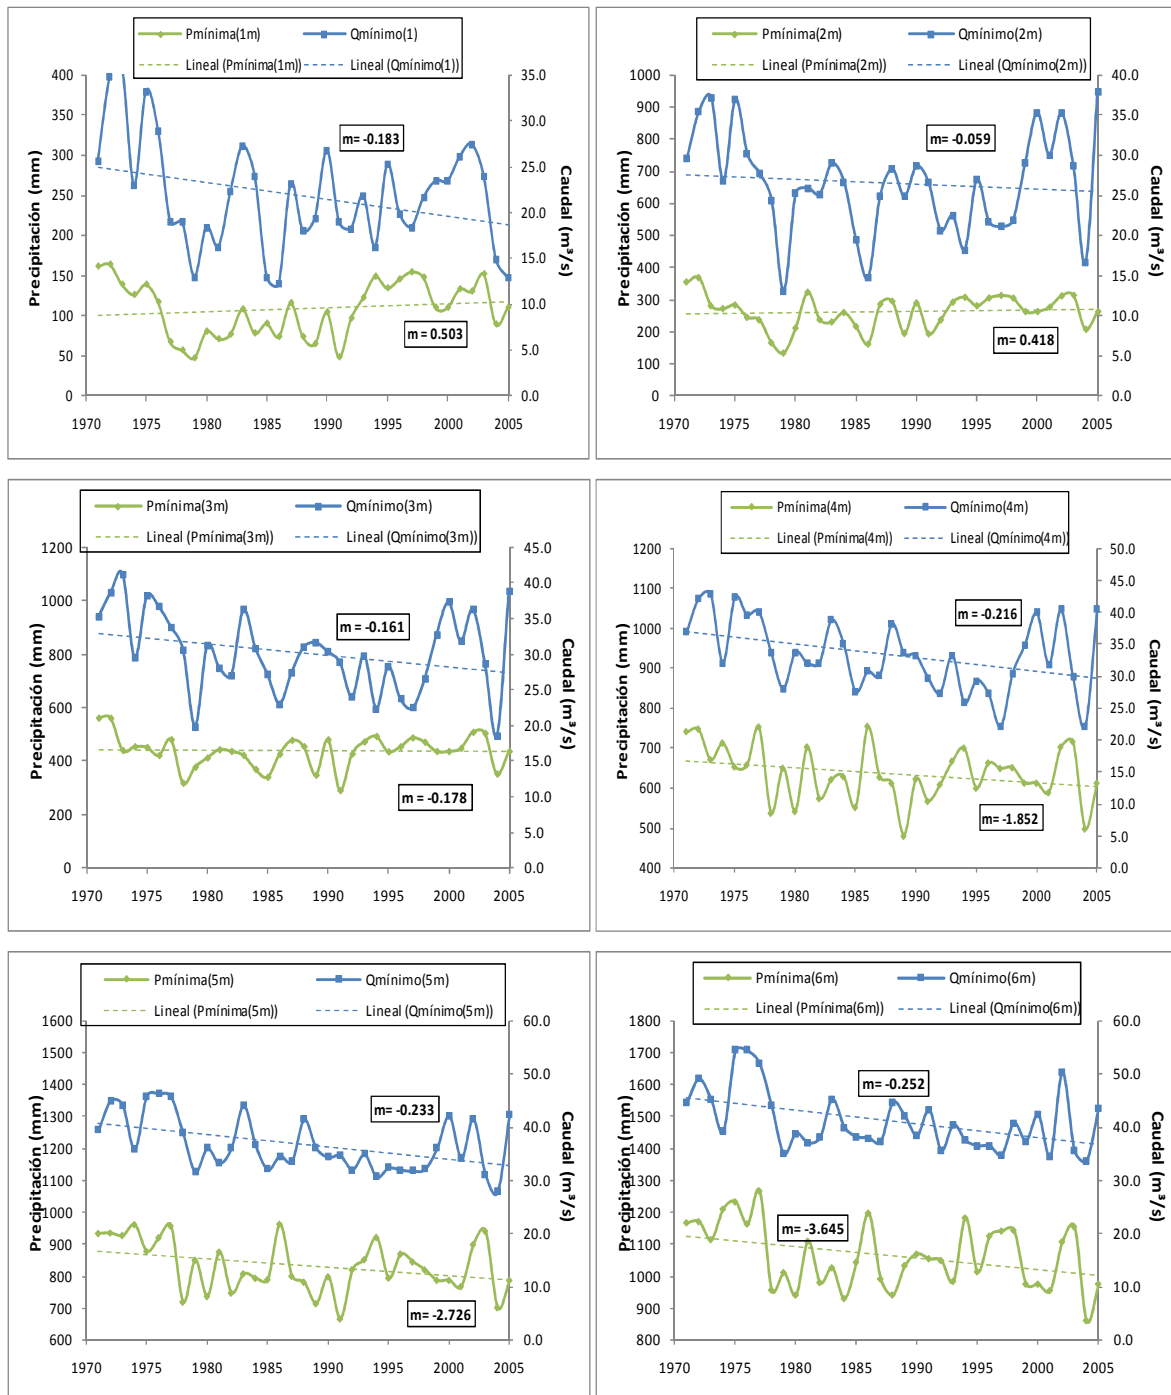 Pmínima(1m) Qmínimo(1)
Lineal (Pmínima(1m)) Lineal (Qmínimo(1))
400 350 300 250 200 150 100 50 0
Precipitación (mm)
35.0 30.0 25.0 20.0 15.0 10.0 5.0 0.0
Caudal (m³/s)
m= -0.183
m = 0.503
1970 1975 1980 1985 1990 1995 2000 2005
Pmínima(2m) Qmínimo(2m)
Lineal (Pmínima(2m)) Lineal (Qmínimo(2m))
1000 900 800 700 600 500 400 300 200 100 0
Precipitación (mm)
40.0 35.0 30.0 25.0 20.0 15.0 10.0 5.0 0.0
Caudal (m³/s)
m= -0.059
m= 0.418
1970 1975 1980 1985 1990 1995 2000 2005
Pmínima(3m) Qmínimo(3m)
Lineal (Pmínima(3m)) Lineal (Qmínimo(3m))
1200 1000 800 600 400 200 0
Precipitación (mm)
45.0 40.0 35.0 30.0 25.0 20.0 15.0 10.0 5.0 0.0
Caudal (m³/s)
m= -0.161
m = -0.178
1970 1975 1980 1985 1990 1995 2000 2005
Pmínima(4m) Qmínimo(4m)
Lineal (Pmínima(4m)) Lineal (Qmínimo(4m))
1200 1100 1000 900 800 700 600 500 400
Precipitación (mm)
50.0 45.0 40.0 35.0 30.0 25.0 20.0 15.0 10.0 5.0 0.0
Caudal (m³/s)
m= -0.216
m= -1.852
1970 1975 1980 1985 1990 1995 2000 2005
Pmínima(5m) Qmínimo(5m)
Lineal (Pmínima(5m)) Lineal (Qmínimo(5m))
1600 1500 1400 1300 1200 1100 1000 900 800 700 600
Precipitación (mm)
60.0 50.0 40.0 30.0 20.0 10.0 0.0
Caudal (m³/s)
m= -0.233
m= -2.726
1970 1975 1980 1985 1990 1995 2000 2005
Pmínima(6m) Qmínimo(6m)
Lineal (Pmínima(6m)) Lineal (Qmínimo(6m))
1800 1700 1600 1500 1400 1300 1200 1100 1000 900 800
Precipitación (mm)
60.0 50.0 40.0 30.0 20.0 10.0 0.0
Caudal (m³/s)
m= -0.252
m= -3.645
1970 1975 1980 1985 1990 1995 2000 2005